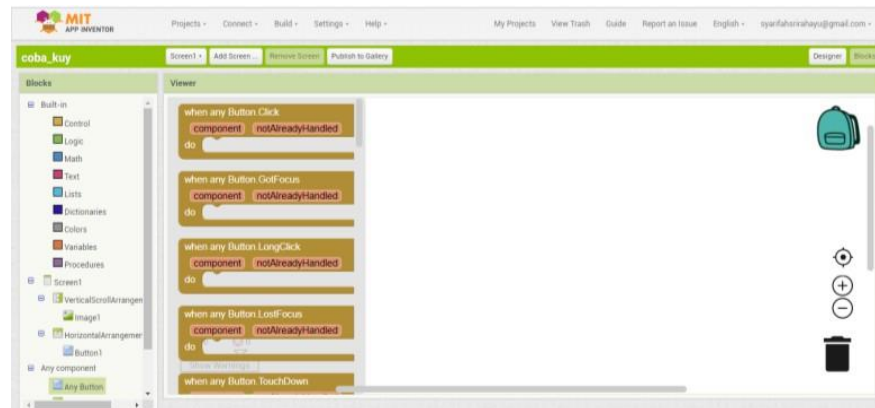 MIT
APP INVENTOR
Projects Connect Build Settings Help My Projects View Trash Guide Report an Issue English syarifahsrirahayu@gmail.com
coba_kuy Screen1 Add Screen ... Remove Screen Publish to Gallery Designer Blocks
Blocks Viewer
Built-in
Control
Logic
Math
Text
Lists
Dictionaries
Colors
Variables
Procedures
Screen1
VerticalScrollArrangen
Image1
HorizontalArrangemer
Button1
Any component
Any Button
when any Button.Click
component notAlreadyHandled
do
when any Button.GotFocus
component notAlreadyHandled
do
when any Button.LongClick
component notAlreadyHandled
do
when any Button.LostFocus
component notAlreadyHandled
do
Show Warnings
when any Button.TouchDown